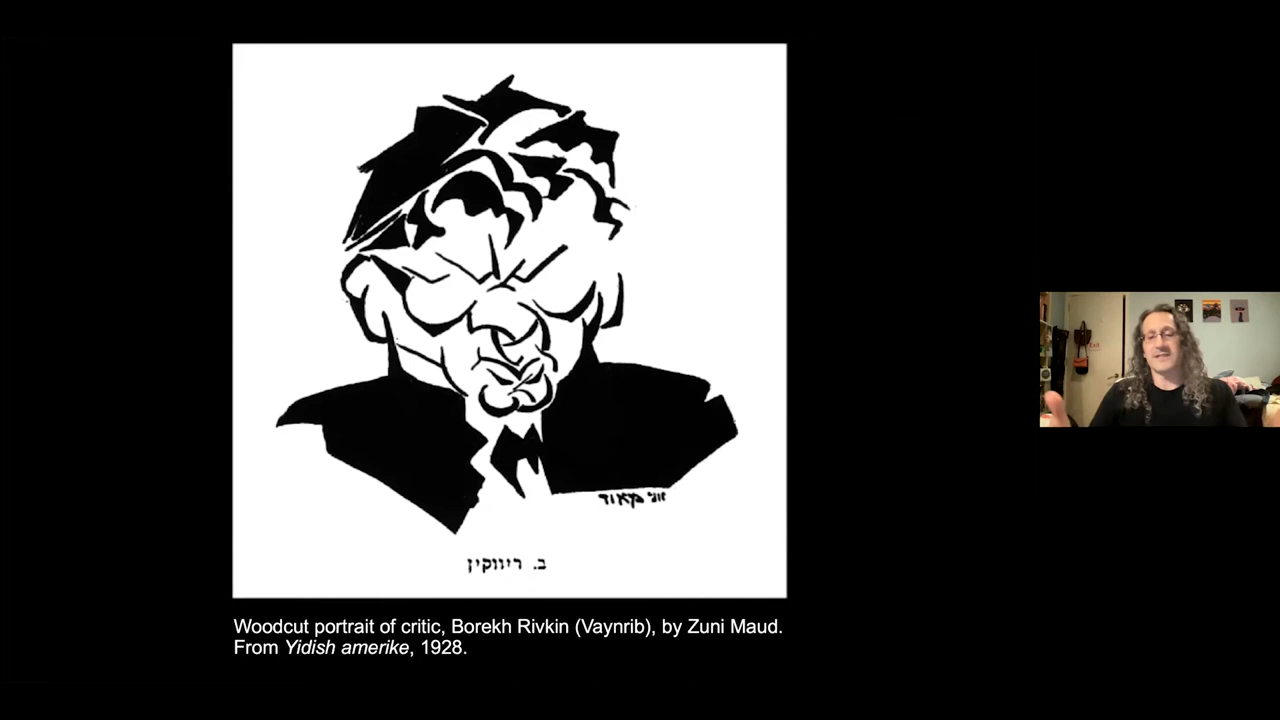 זוני מאוד
ב. ריווקין
Woodcut portrait of critic, Borekh Rivkin (Vaynrib), by Zuni Maud.
From Yidish amerike, 1928.